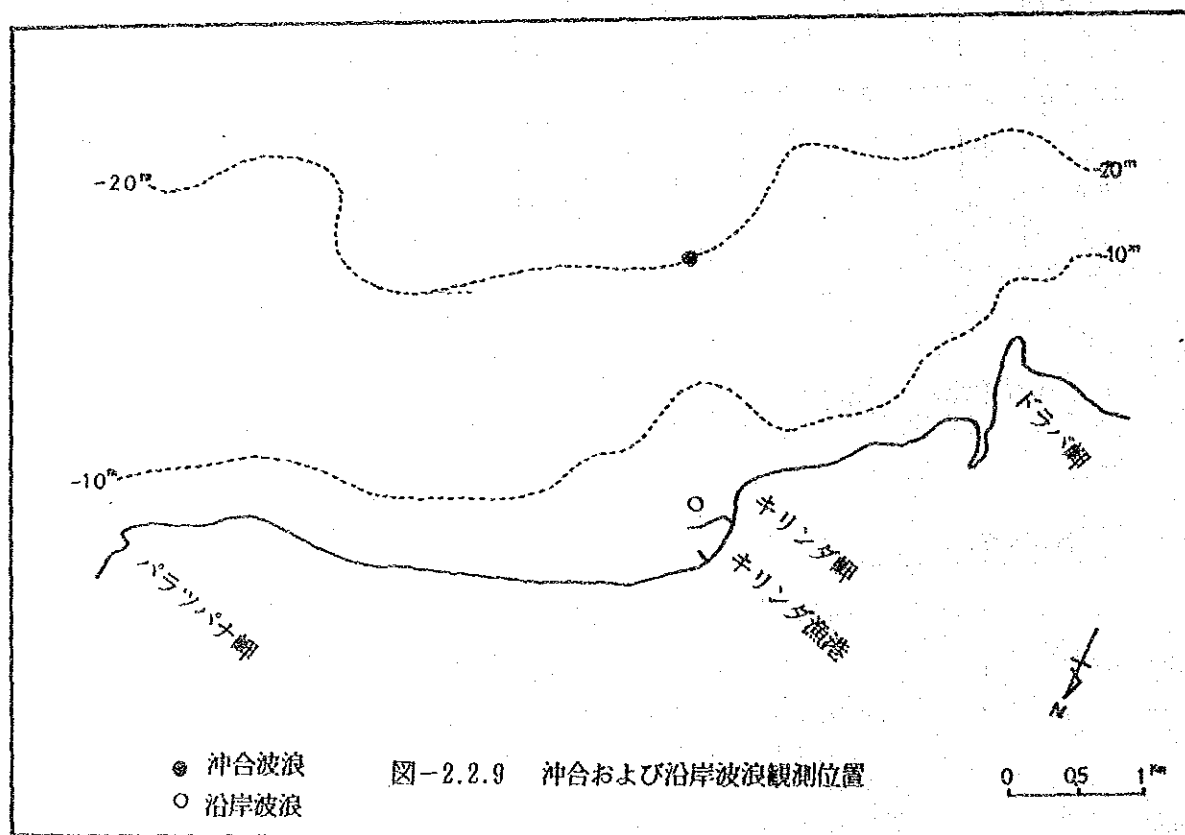 -20m
-20m
-10m
-10m
ドラバ岬
キリンダ岬
キリンダ漁港
パラツパナ岬
N
沖合波浪
沿岸波浪
図-2.2.9 沖合および沿岸波浪観測位置
0 0.5 1Km